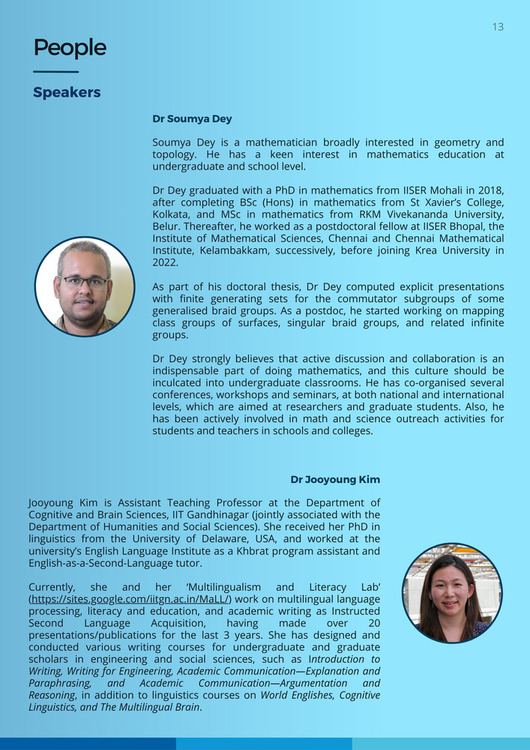 13
People
Speakers
Dr Soumya Dey
Soumya Dey is a mathematician broadly interested in geometry and
topology. He has a keen interest in mathematics education at
undergraduate and school level.
Dr Dey graduated with a PhD in mathematics from IISER Mohali in 2018,
after completing BSc (Hons) in mathematics from St Xavier's College,
Kolkata, and MSc in mathematics from RKM Vivekananda University,
Belur. Thereafter, he worked as a postdoctoral fellow at IISER Bhopal, the
Institute of Mathematical Sciences, Chennai and Chennai Mathematical
Institute, Kelambakkam, successively, before joining Krea University in
2022.
As part of his doctoral thesis, Dr Dey computed explicit presentations
with finite generating sets for the commutator subgroups of some
generalised braid groups. As a postdoc, he started working on mapping
class groups of surfaces, singular braid groups, and related infinite
groups.
Dr Dey strongly believes that active discussion and collaboration is an
indispensable part of doing mathematics, and this culture should be
inculcated into undergraduate classrooms. He has co-organised several
conferences, workshops and seminars, at both national and international
levels, which are aimed at researchers and graduate students. Also, he
has been actively involved in math and science outreach activities for
students and teachers in schools and colleges.
Dr Jooyoung Kim
Jooyoung Kim is Assistant Teaching Professor at the Department of
Cognitive and Brain Sciences, IIT Gandhinagar (jointly associated with the
Department of Humanities and Social Sciences). She received her PhD in
linguistics from the University of Delaware, USA, and worked at the
university's English Language Institute as a Khbrat program assistant and
English-as-a-Second-Language tutor.
Currently, she and her 'Multilingualism and Literacy Lab'
(https://sites.google.com/iitgn.ac.in/MaLL/) work on multilingual language
processing, literacy and education, and academic writing as Instructed
Second Language Acquisition, having made over 20
presentations/publications for the last 3 years. She has designed and
conducted various writing courses for undergraduate and graduate
scholars in engineering and social sciences, such as Introduction to
Writing, Writing for Engineering, Academic Communication—Explanation and
Paraphrasing, and Academic Communication—Argumentation and
Reasoning, in addition to linguistics courses on World Englishes, Cognitive
Linguistics, and The Multilingual Brain.